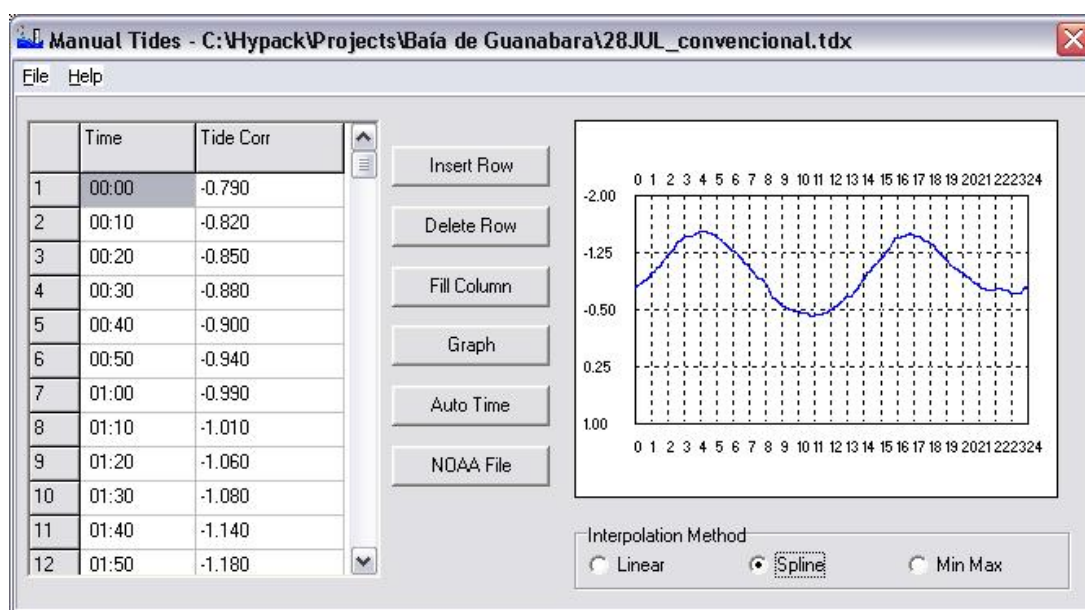 Manual Tides - C:\Hypack\Projects\Baía de Guanabara\28JUL_convencional.tdx
File Help
Time Tide Corr
1 00:00 -0.790
2 00:10 -0.820
3 00:20 -0.850
4 00:30 -0.880
5 00:40 -0.900
6 00:50 -0.940
7 01:00 -0.990
8 01:10 -1.010
9 01:20 -1.060
10 01:30 -1.080
11 01:40 -1.140
12 01:50 -1.180
Insert Row
Delete Row
Fill Column
Graph
Auto Time
NOAA File
0 1 2 3 4 5 6 7 8 9 10 11 12 13 14 15 16 17 18 19 20 21 22 23 24
-2.00
-1.25
-0.50
0.25
1.00
0 1 2 3 4 5 6 7 8 9 10 11 12 13 14 15 16 17 18 19 20 21 22 23 24
Interpolation Method
Linear Spline Min Max